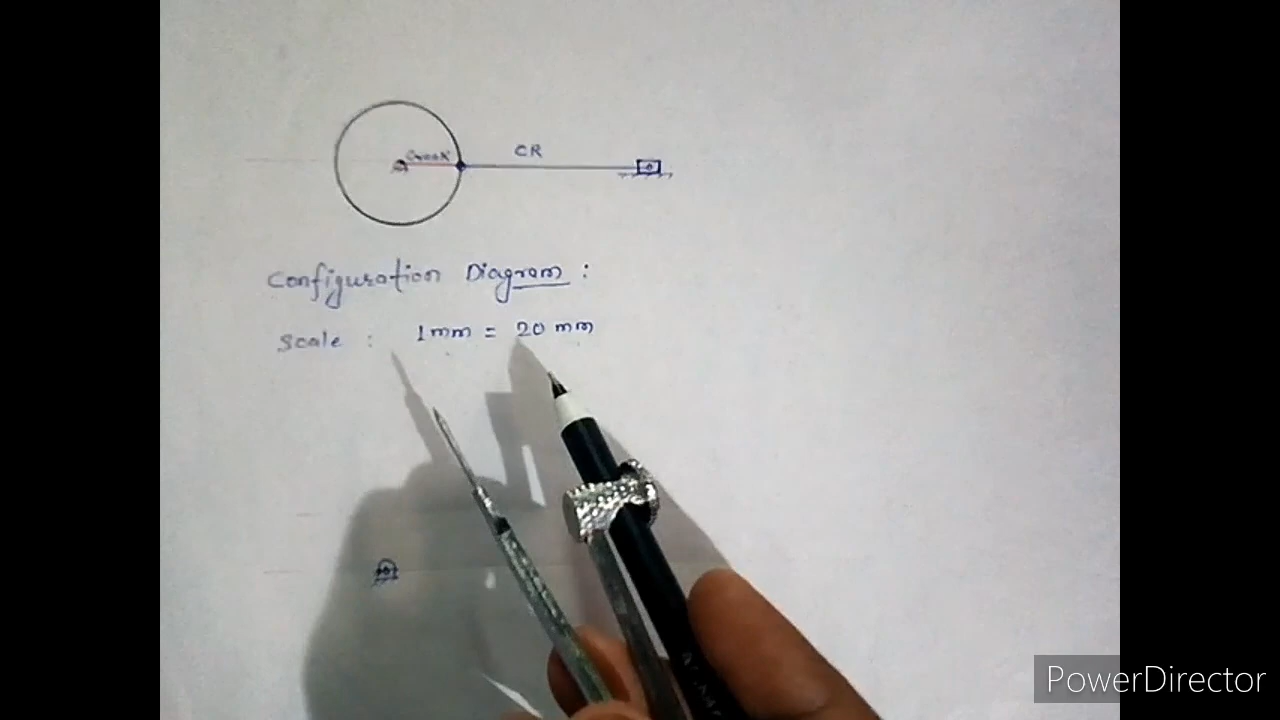 Crank
CR
Configuration Diagram :
Scale : 1mm = 20 mm
PowerDirector